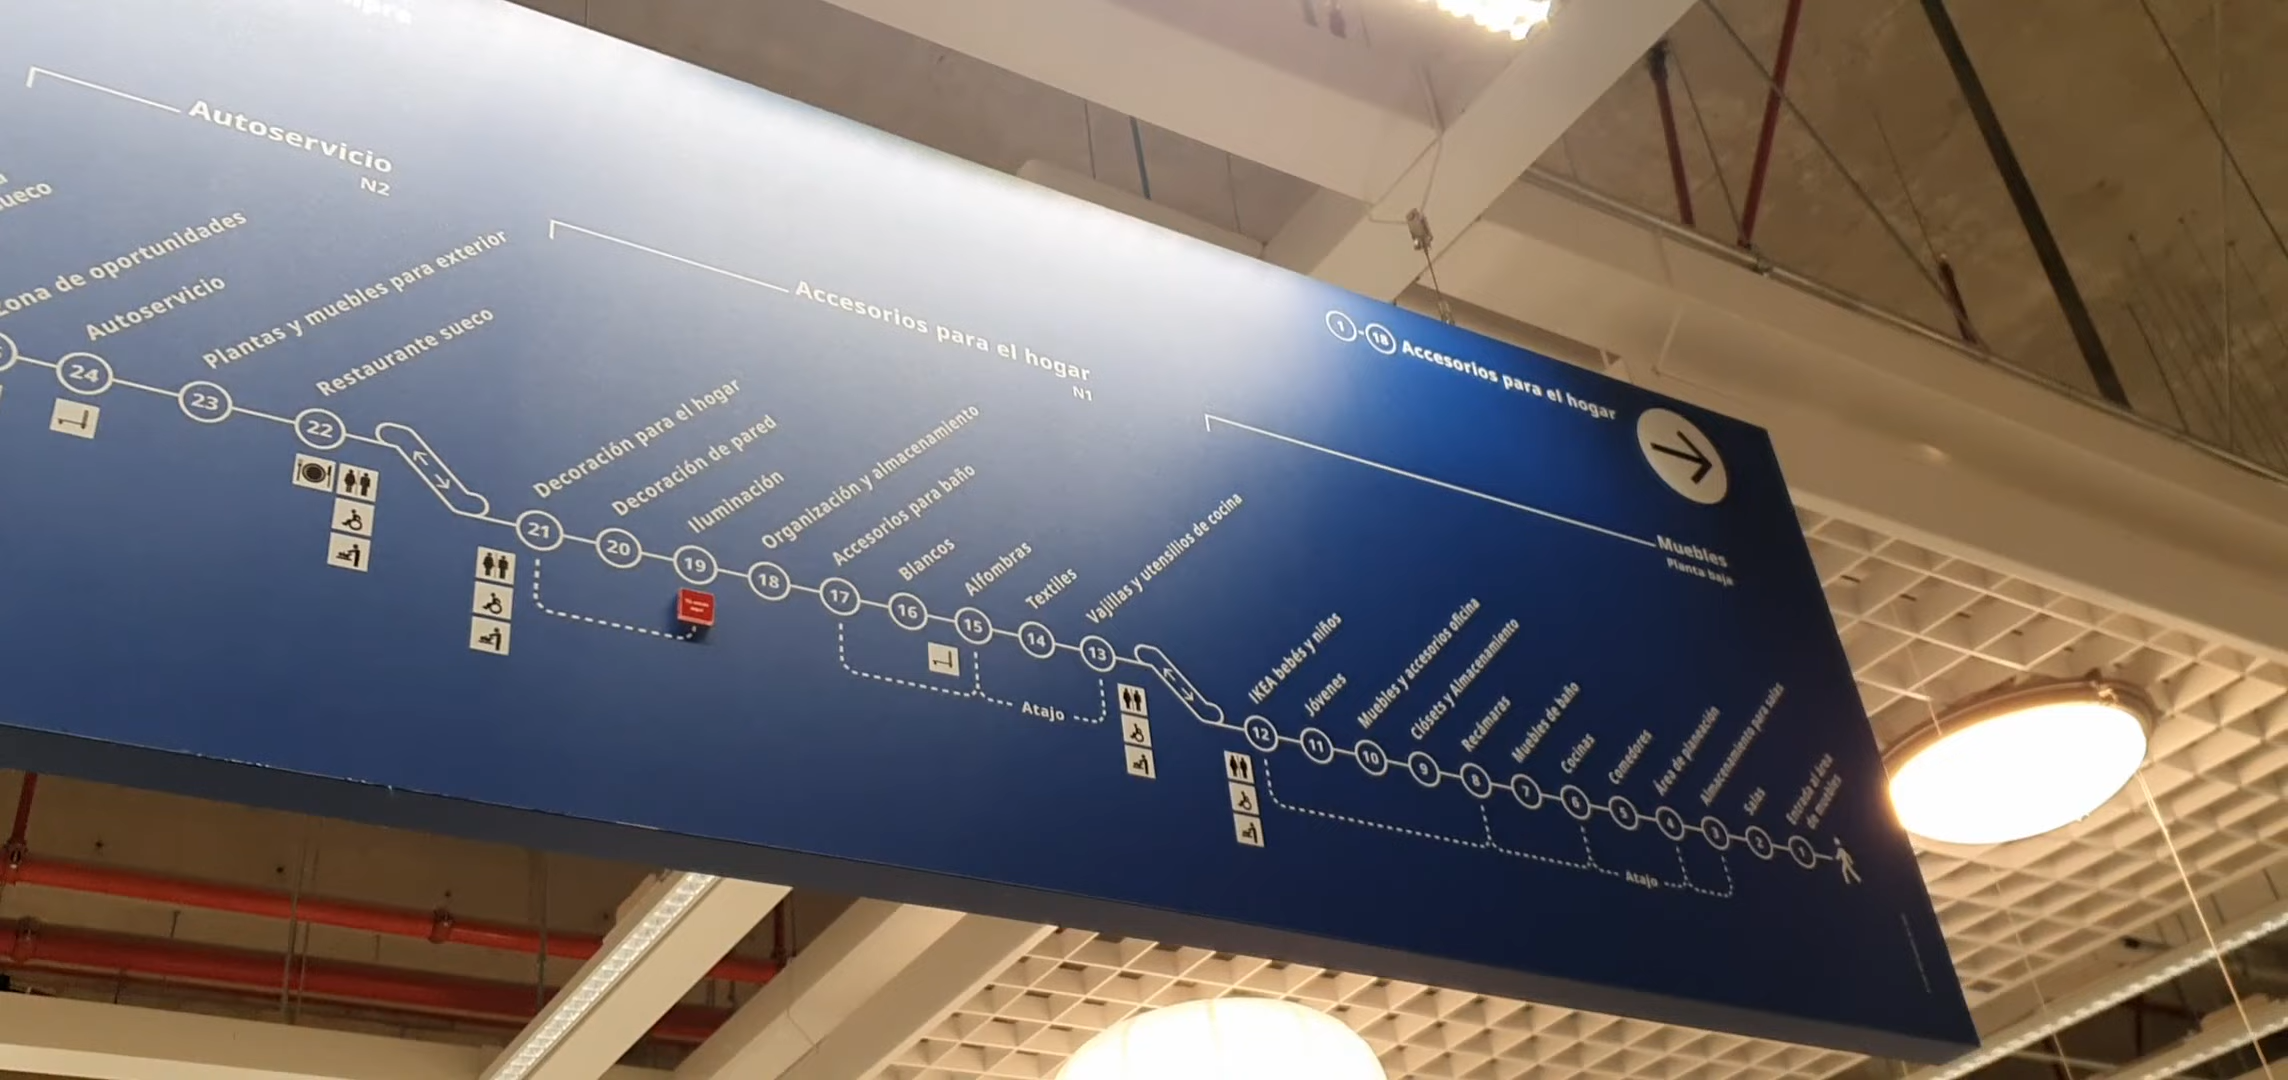 Autoservicio
N2
sueco
Zona de oportunidades
Autoservicio
Plantas y muebles para exterior
Restaurante sueco
24
23
22
Accesorios para el hogar
N1
Decoración para el hogar
Decoración de pared
Iluminación
Organización y almacenamiento
Accesorios para baño
Blancos
Alfombras
Textiles
Vajillas y utensilios de cocina
21
20
19
18
17
16
15
14
13
Atajo
1 - 18 Accesorios para el hogar
Muebles
Planta baja
IKEA bebés y niños
Jóvenes
Muebles y accesorios oficina
Clósets y Almacenamiento
Recámaras
Muebles de baño
Cocinas
Comedores
Área de planeación
Almacenamiento para salas
Salas
Entrada al área
de muebles
12
11
10
9
8
7
6
5
4
3
2
1
Atajo